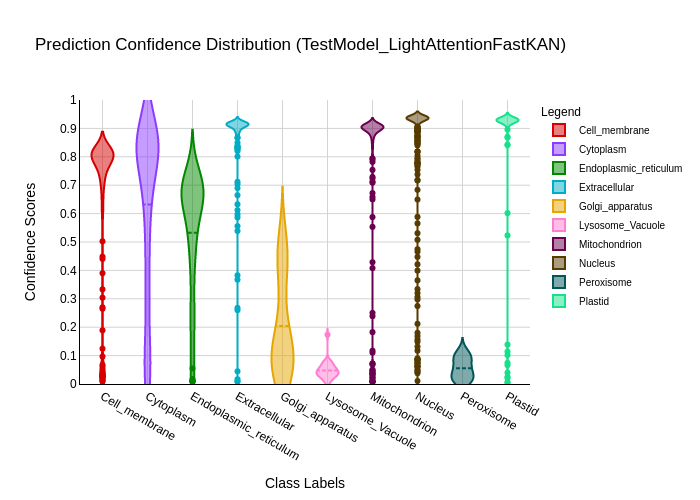 Prediction Confidence Distribution (TestModel_LightAttentionFastKAN)
Confidence Scores
1
0.9
0.8
0.7
0.6
0.5
0.4
0.3
0.2
0.1
0
Cell_membrane
Cytoplasm
Endoplasmic_reticulum
Extracellular
Golgi_apparatus
Lysosome_Vacuole
Mitochondrion
Nucleus
Peroxisome
Plastid
Class Labels
Legend
Cell_membrane
Cytoplasm
Endoplasmic_reticulum
Extracellular
Golgi_apparatus
Lysosome_Vacuole
Mitochondrion
Nucleus
Peroxisome
Plastid